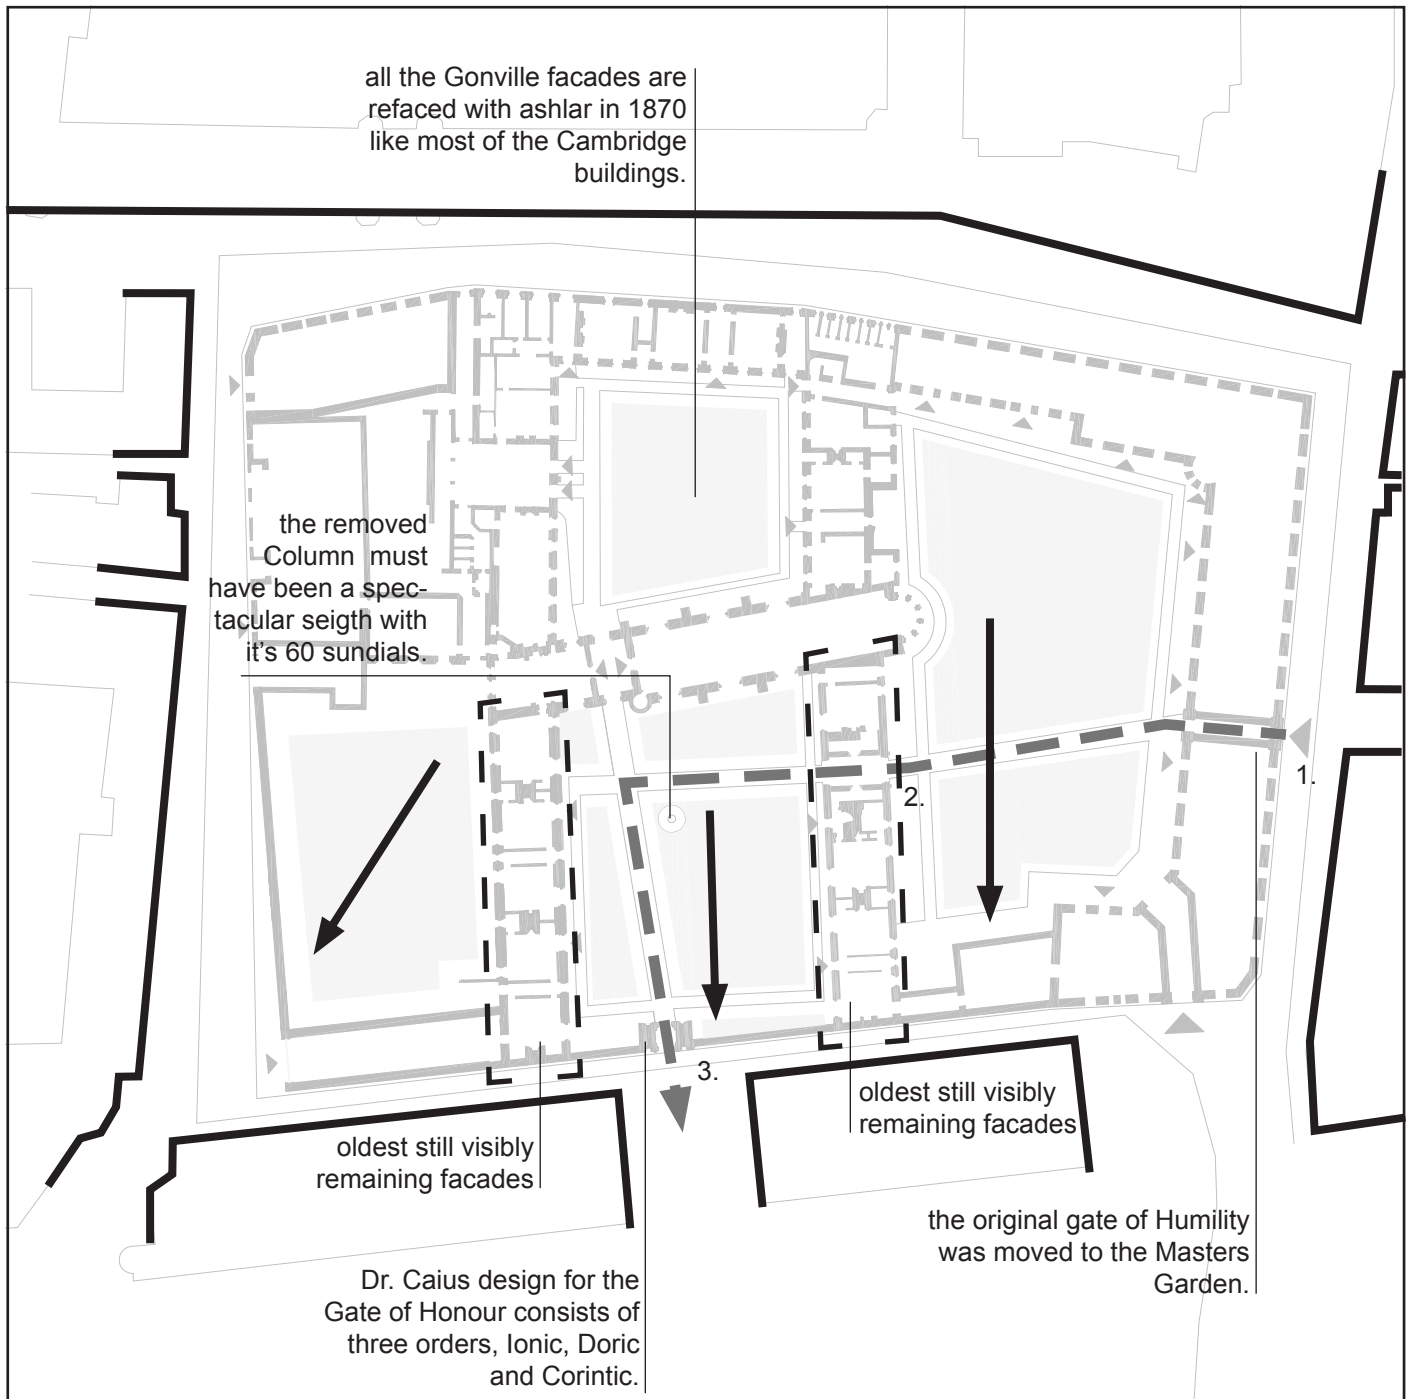 all the Gonville facades are
refaced with ashlar in 1870
like most of the Cambridge
buildings.
the removed
Column must
have been a spec-
tacular seigth with
it's 60 sundials.
1.
2.
3.
oldest still visibly
remaining facades
oldest still visibly
remaining facades
the original gate of Humility
was moved to the Masters
Garden.
Dr. Caius design for the
Gate of Honour consists of
three orders, Ionic, Doric
and Corintic.